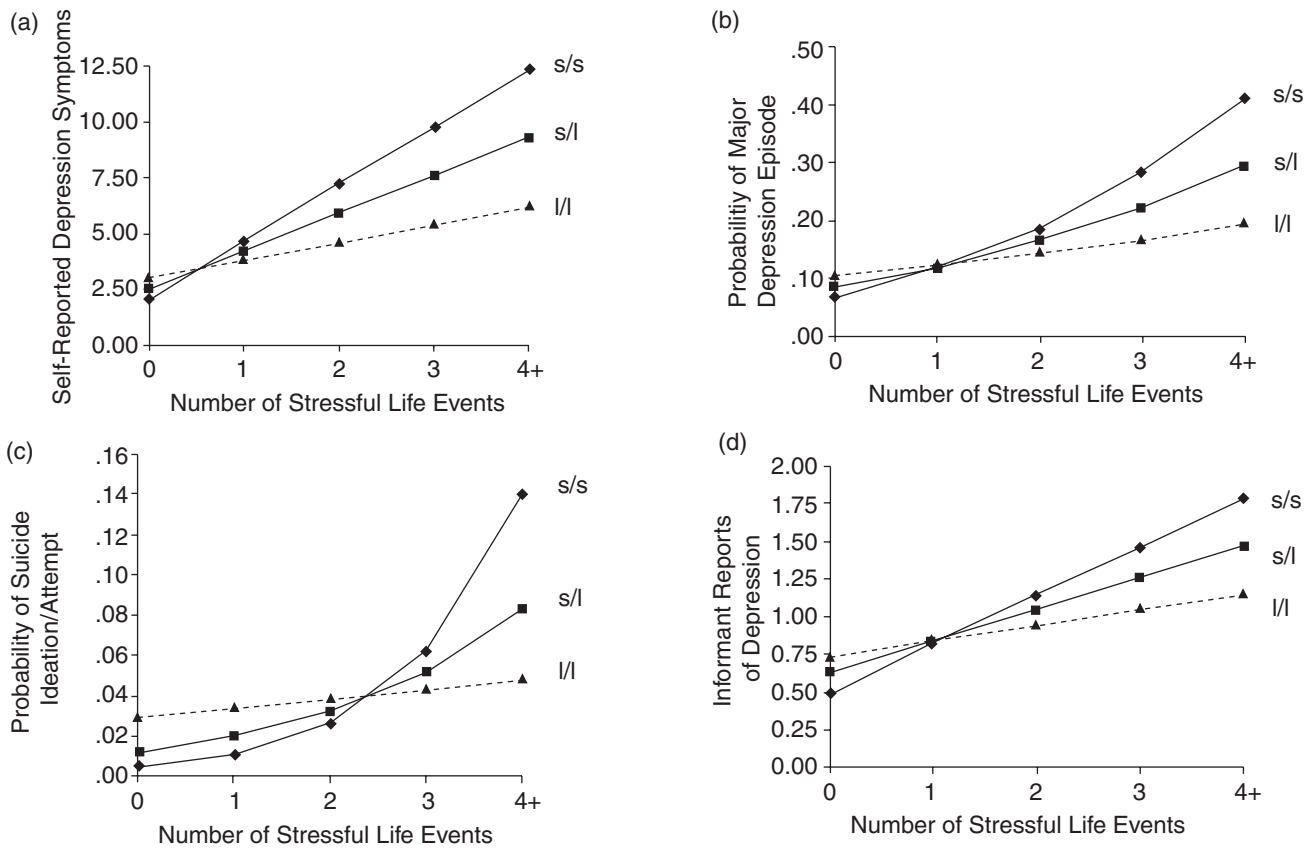 (a)
Self-Reported Depression Symptoms
12.50
10.00
7.50
5.00
2.50
0.00
0 1 2 3 4+
Number of Stressful Life Events
s/s
s/l
l/l
(b)
Probabilitiy of Major
Depression Episode
.50
.40
.30
.20
.10
.00
0 1 2 3 4+
Number of Stressful Life Events
s/s
s/l
l/l
(c)
Probability of Suicide
Ideation/Attempt
.16
.14
.12
.10
.08
.06
.04
.02
.00
0 1 2 3 4+
Number of Stressful Life Events
s/s
s/l
l/l
(d)
Informant Reports
of Depression
2.00
1.75
1.50
1.25
1.00
0.75
0.50
0.25
0.00
0 1 2 3 4+
Number of Stressful Life Events
s/s
s/l
l/l